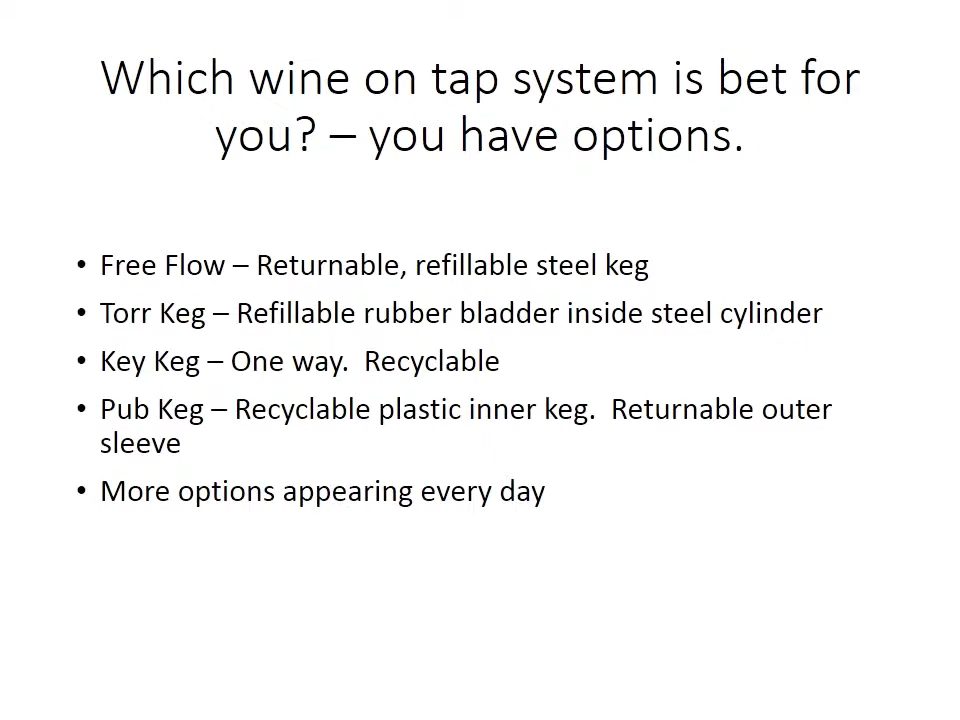 Which wine on tap system is bet for
you? – you have options.
• Free Flow – Returnable, refillable steel keg
• Torr Keg – Refillable rubber bladder inside steel cylinder
• Key Keg – One way.  Recyclable
• Pub Keg – Recyclable plastic inner keg.  Returnable outer
sleeve
• More options appearing every day